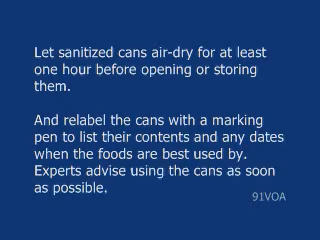 Let sanitized cans air-dry for at least
one hour before opening or storing
them.
And relabel the cans with a marking
pen to list their contents and any dates
when the foods are best used by.
Experts advise using the cans as soon
as possible.
91VOA